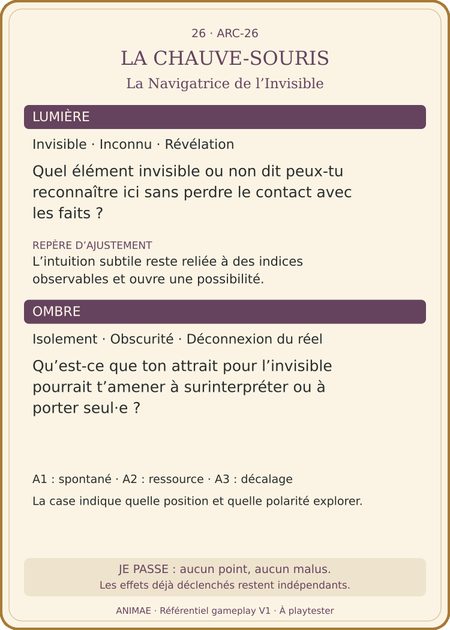 26 · ARC-26
LA CHAUVE-SOURIS
La Navigatrice de l’Invisible
LUMIÈRE
Invisible · Inconnu · Révélation
Quel élément invisible ou non dit peux-tu
reconnaître ici sans perdre le contact avec
les faits ?
REPÈRE D’AJUSTEMENT
L’intuition subtile reste reliée à des indices
observables et ouvre une possibilité.
OMBRE
Isolement · Obscurité · Déconnexion du réel
Qu’est-ce que ton attrait pour l’invisible
pourrait t’amener à surinterpréter ou à
porter seul·e ?
A1 : spontané · A2 : ressource · A3 : décalage
La case indique quelle position et quelle polarité explorer.
JE PASSE : aucun point, aucun malus.
Les effets déjà déclenchés restent indépendants.
ANIMAE · Référentiel gameplay V1 · À playtester